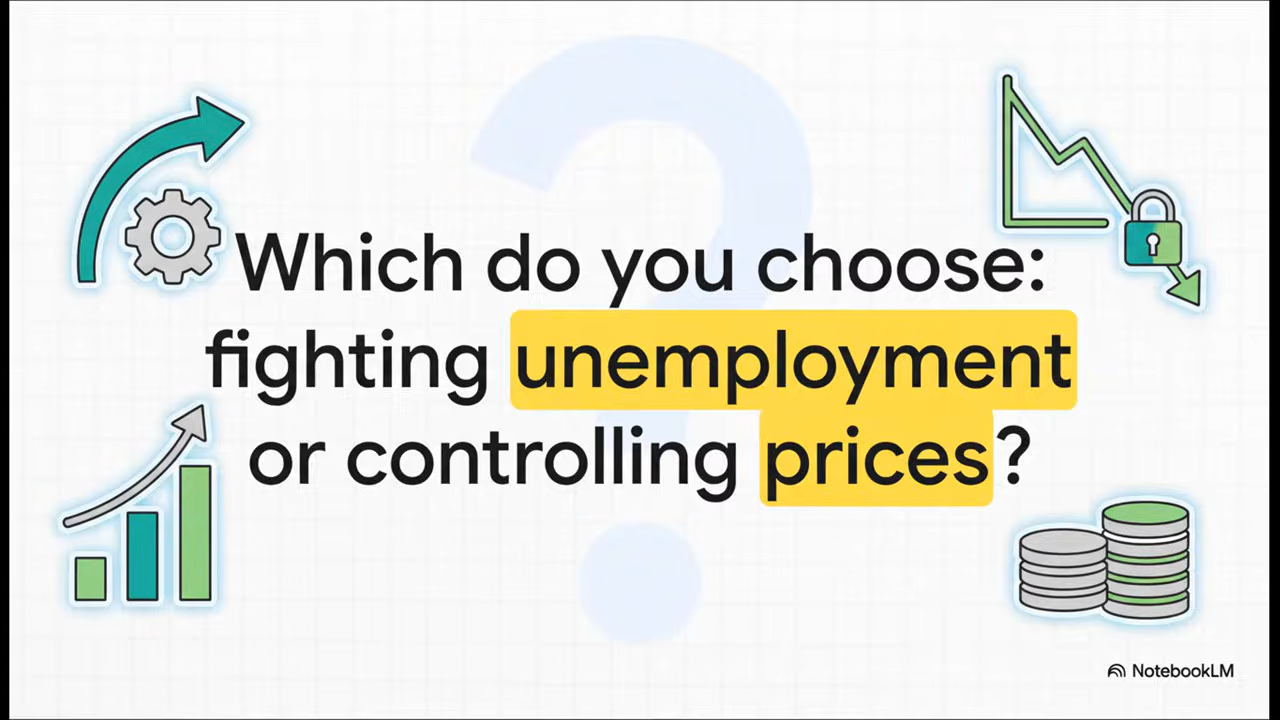 Which do you choose:
fighting unemployment
or controlling prices?
NotebookLM